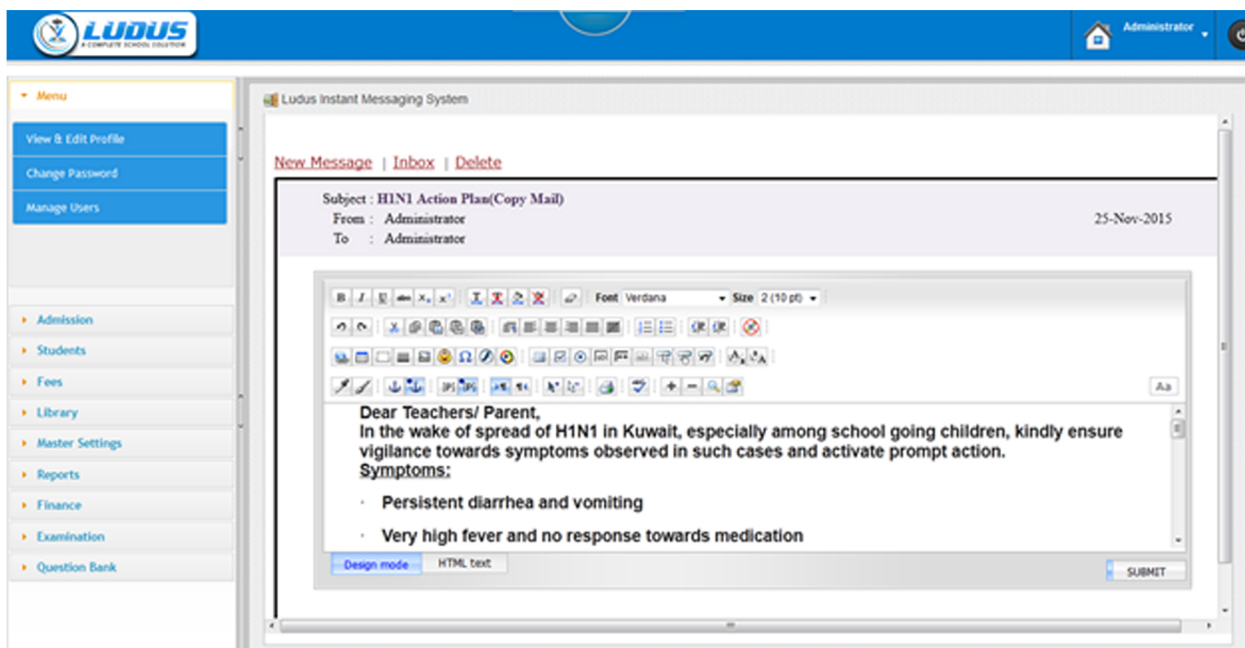 LUDUS
A COMPLETE SCHOOL SOLUTION
Administrator
Menu
View & Edit Profile
Change Password
Manage Users
Admission
Students
Fees
Library
Master Settings
Reports
Finance
Examination
Question Bank
Ludus Instant Messaging System
New Message | Inbox | Delete
Subject : H1N1 Action Plan(Copy Mail)
From : Administrator
25-Nov-2015
To : Administrator
Font Verdana Size 2 (10 pt)
Aa
Dear Teachers/ Parent,
In the wake of spread of H1N1 in Kuwait, especially among school going children, kindly ensure
vigilance towards symptoms observed in such cases and activate prompt action.
Symptoms:
· Persistent diarrhea and vomiting
· Very high fever and no response towards medication
Design mode HTML text
SUBMIT